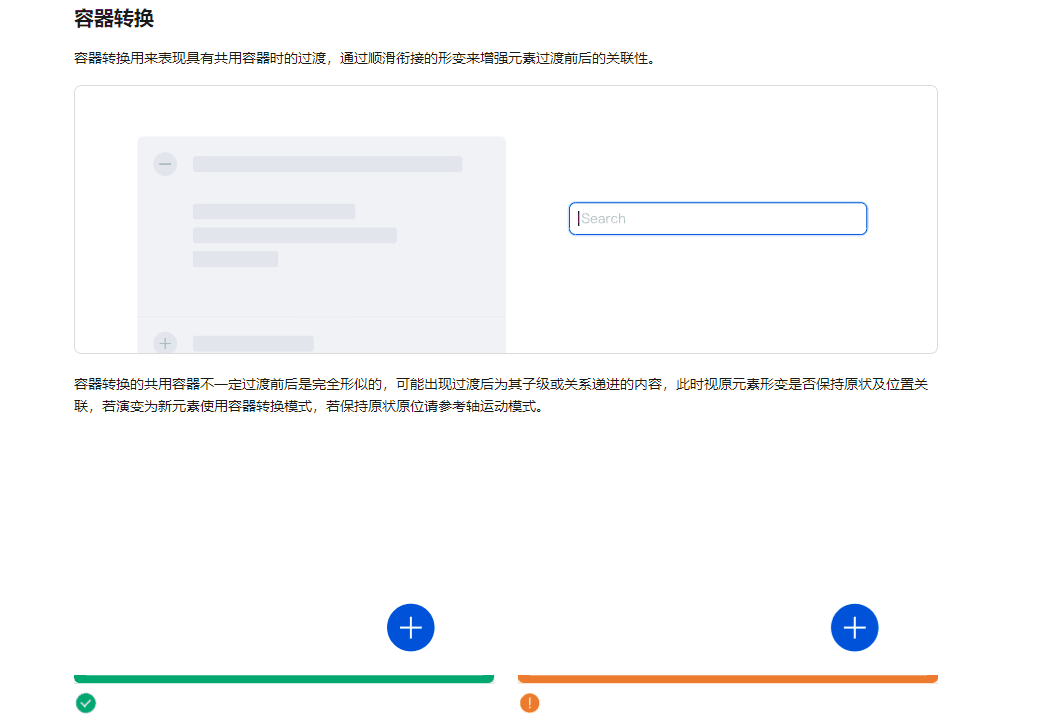 容器转换
容器转换用来表现具有共用容器时的过渡，通过顺滑衔接的形变来增强元素过渡前后的关联性。
Search
容器转换的共用容器不一定过渡前后是完全形似的，可能出现过渡后为其子级或关系递进的内容，此时视原元素形变是否保持原状及位置关
联，若演变为新元素使用容器转换模式，若保持原状原位请参考轴运动模式。